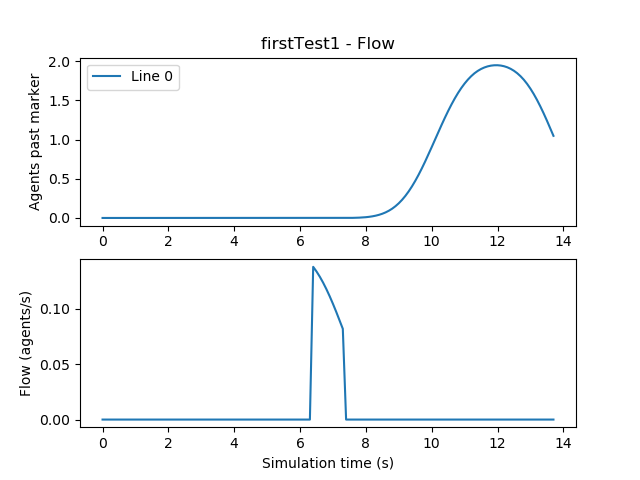 firstTest1 - Flow
Agents past marker
2.0
1.5
1.0
0.5
0.0
Line 0
0 2 4 6 8 10 12 14
Flow (agents/s)
0.10
0.05
0.00
0 2 4 6 8 10 12 14
Simulation time (s)